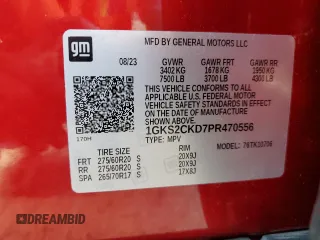 gm
MFD BY GENERAL MOTORS LLC
08/23 GVWR GAWR FRT GAWR RR
3402 KG 1678 KG 1950 KG
7500 LB 3700 LB 4300 LB
THIS VEHICLE CONFORMS TO ALL
APPLICABLE U.S. FEDERAL MOTOR
VEHICLE SAFETY STANDARDS IN
EFFECT ON THE DATE OF
MANUFACTURE SHOWN ABOVE.
1GKS2CKD7PR470556
TYPE: MPV
TIRE SIZE RIM
FRT 275/60R20 S 20X9J
RR 275/60R20 S 20X9J
SPA 265/70R17 S 17X8J
DREAMBID